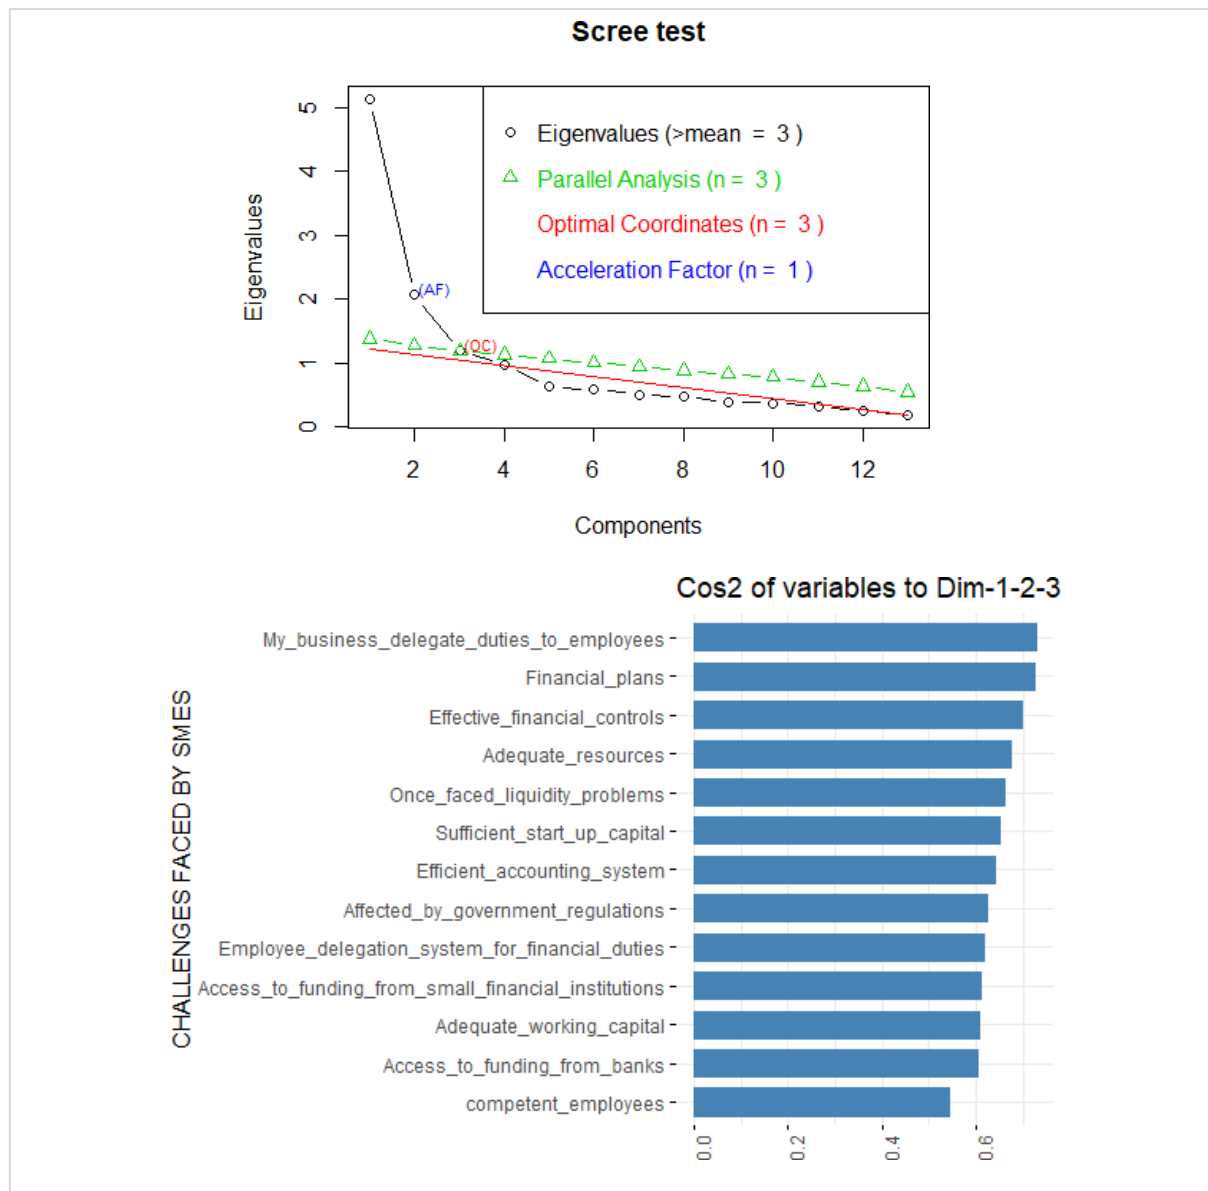 Scree test
Eigenvalues
5
4
3
2
1
0
Eigenvalues (>mean = 3 )
Parallel Analysis (n = 3 )
Optimal Coordinates (n = 3 )
Acceleration Factor (n = 1 )
(AF)
(OC)
2 4 6 8 10 12
Components
Cos2 of variables to Dim-1-2-3
CHALLENGES FACED BY SMES
My_business_delegate_duties_to_employees
Financial_plans
Effective_financial_controls
Adequate_resources
Once_faced_liquidity_problems
Sufficient_start_up_capital
Efficient_accounting_system
Affected_by_government_regulations
Employee_delegation_system_for_financial_duties
Access_to_funding_from_small_financial_institutions
Adequate_working_capital
Access_to_funding_from_banks
competent_employees
0.0 0.2 0.4 0.6